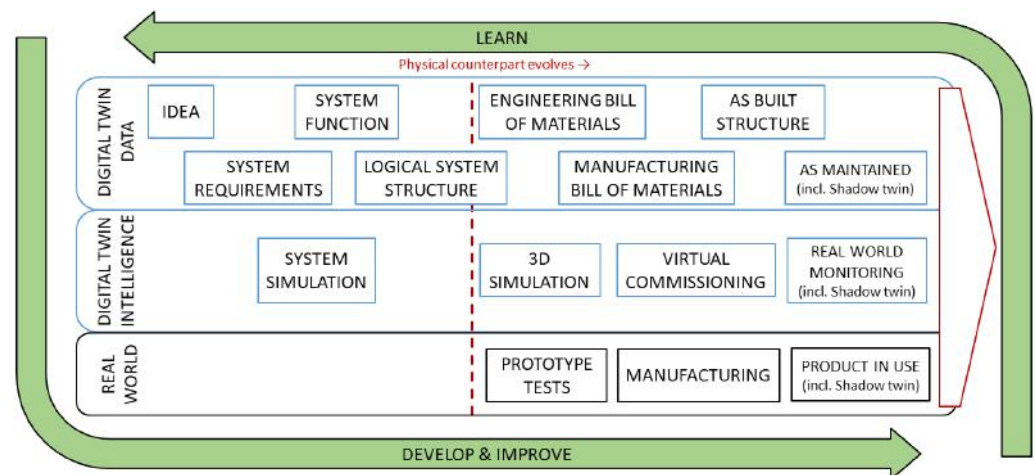 LEARN
Physical counterpart evolves →
DIGITAL TWIN
DATA
IDEA
SYSTEM
FUNCTION
ENGINEERING BILL
OF MATERIALS
AS BUILT
STRUCTURE
SYSTEM
REQUIREMENTS
LOGICAL SYSTEM
STRUCTURE
MANUFACTURING
BILL OF MATERIALS
AS MAINTAINED
(incl. Shadow twin)
DIGITAL TWIN
INTELLIGENCE
SYSTEM
SIMULATION
3D
SIMULATION
VIRTUAL
COMMISSIONING
REAL WORLD
MONITORING
(incl. Shadow twin)
REAL
WORLD
PROTOTYPE
TESTS
MANUFACTURING
PRODUCT IN USE
(incl. Shadow twin)
DEVELOP & IMPROVE